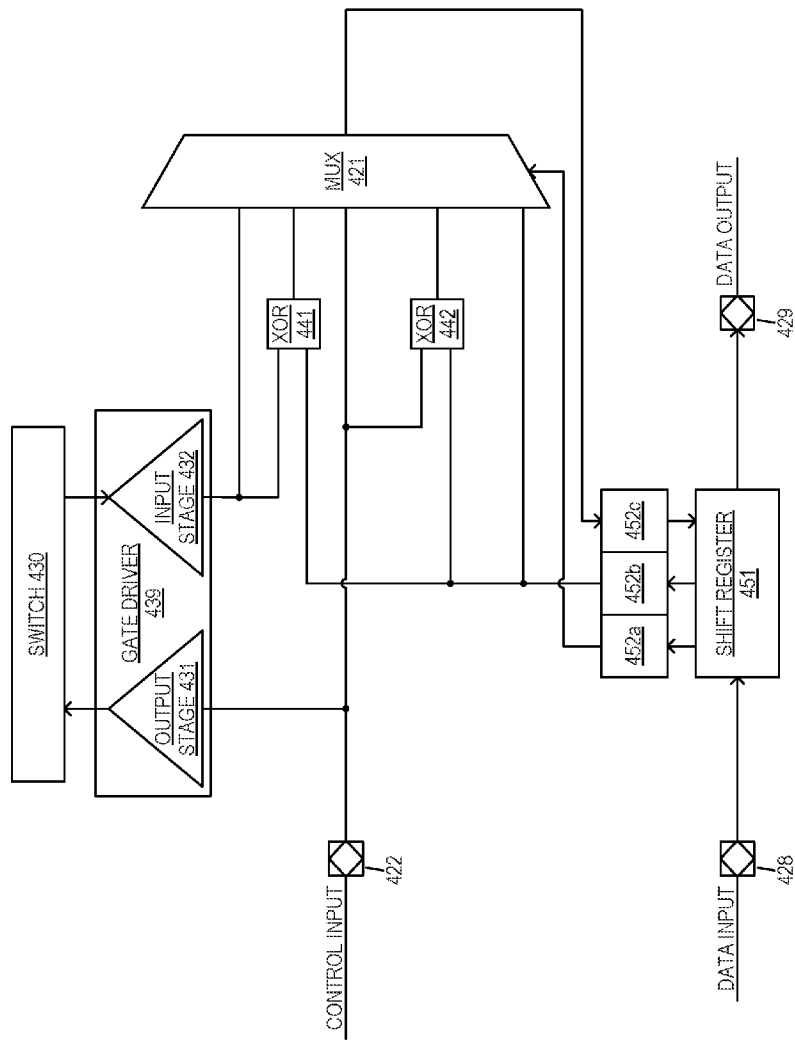 SWITCH 430
GATE DRIVER
439
OUTPUT
STAGE 431
INPUT
STAGE 432
MUX
421
XOR
441
XOR
442
CONTROL INPUT
422
452a
452b
452c
SHIFT REGISTER
451
DATA INPUT
428
DATA OUTPUT
429